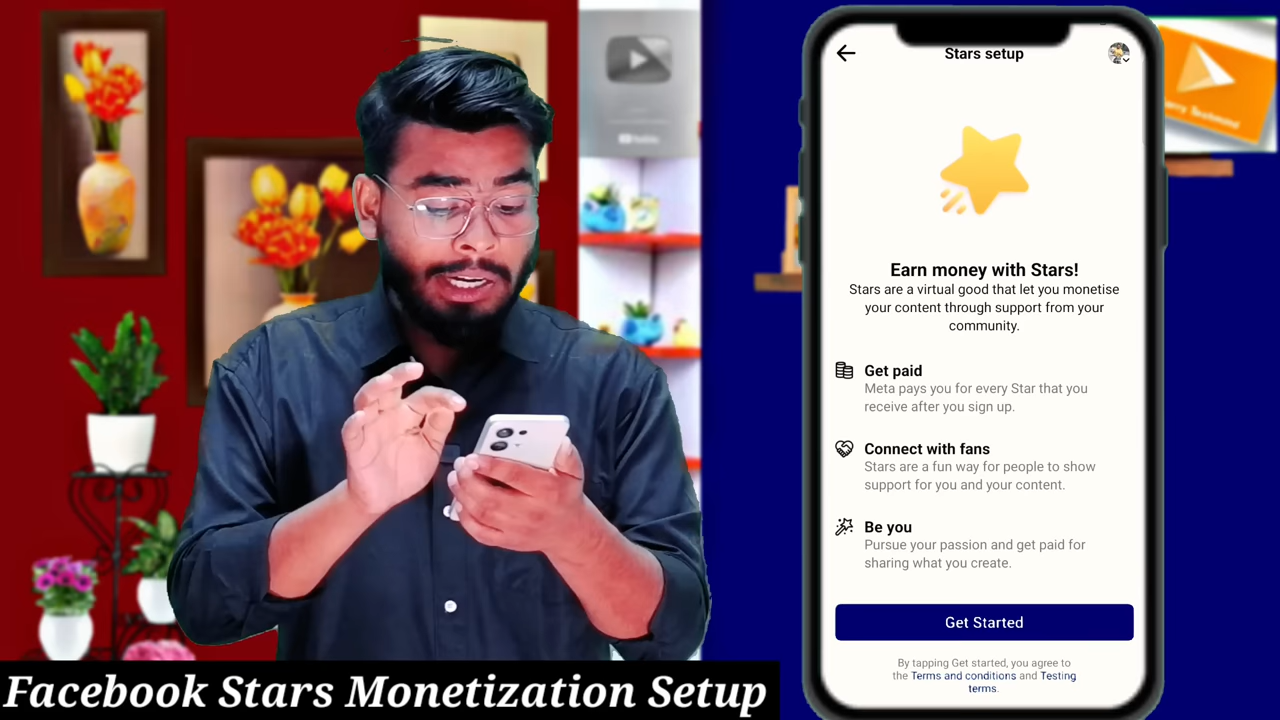 Stars setup
Earn money with Stars!
Stars are a virtual good that let you monetise
your content through support from your
community.
Get paid
Meta pays you for every Star that you
receive after you sign up.
Connect with fans
Stars are a fun way for people to show
support for you and your content.
Be you
Pursue your passion and get paid for
sharing what you create.
Get Started
By tapping Get started, you agree to
the Terms and conditions and Testing
terms.
Facebook Stars Monetization Setup